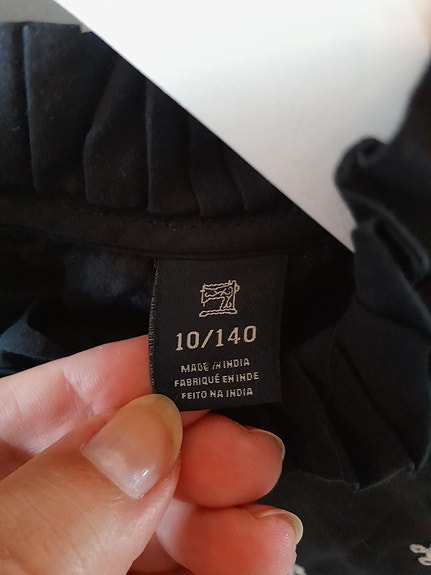 10/140
MADE IN INDIA
FABRIQUÉ EN INDE
FEITO NA INDIA